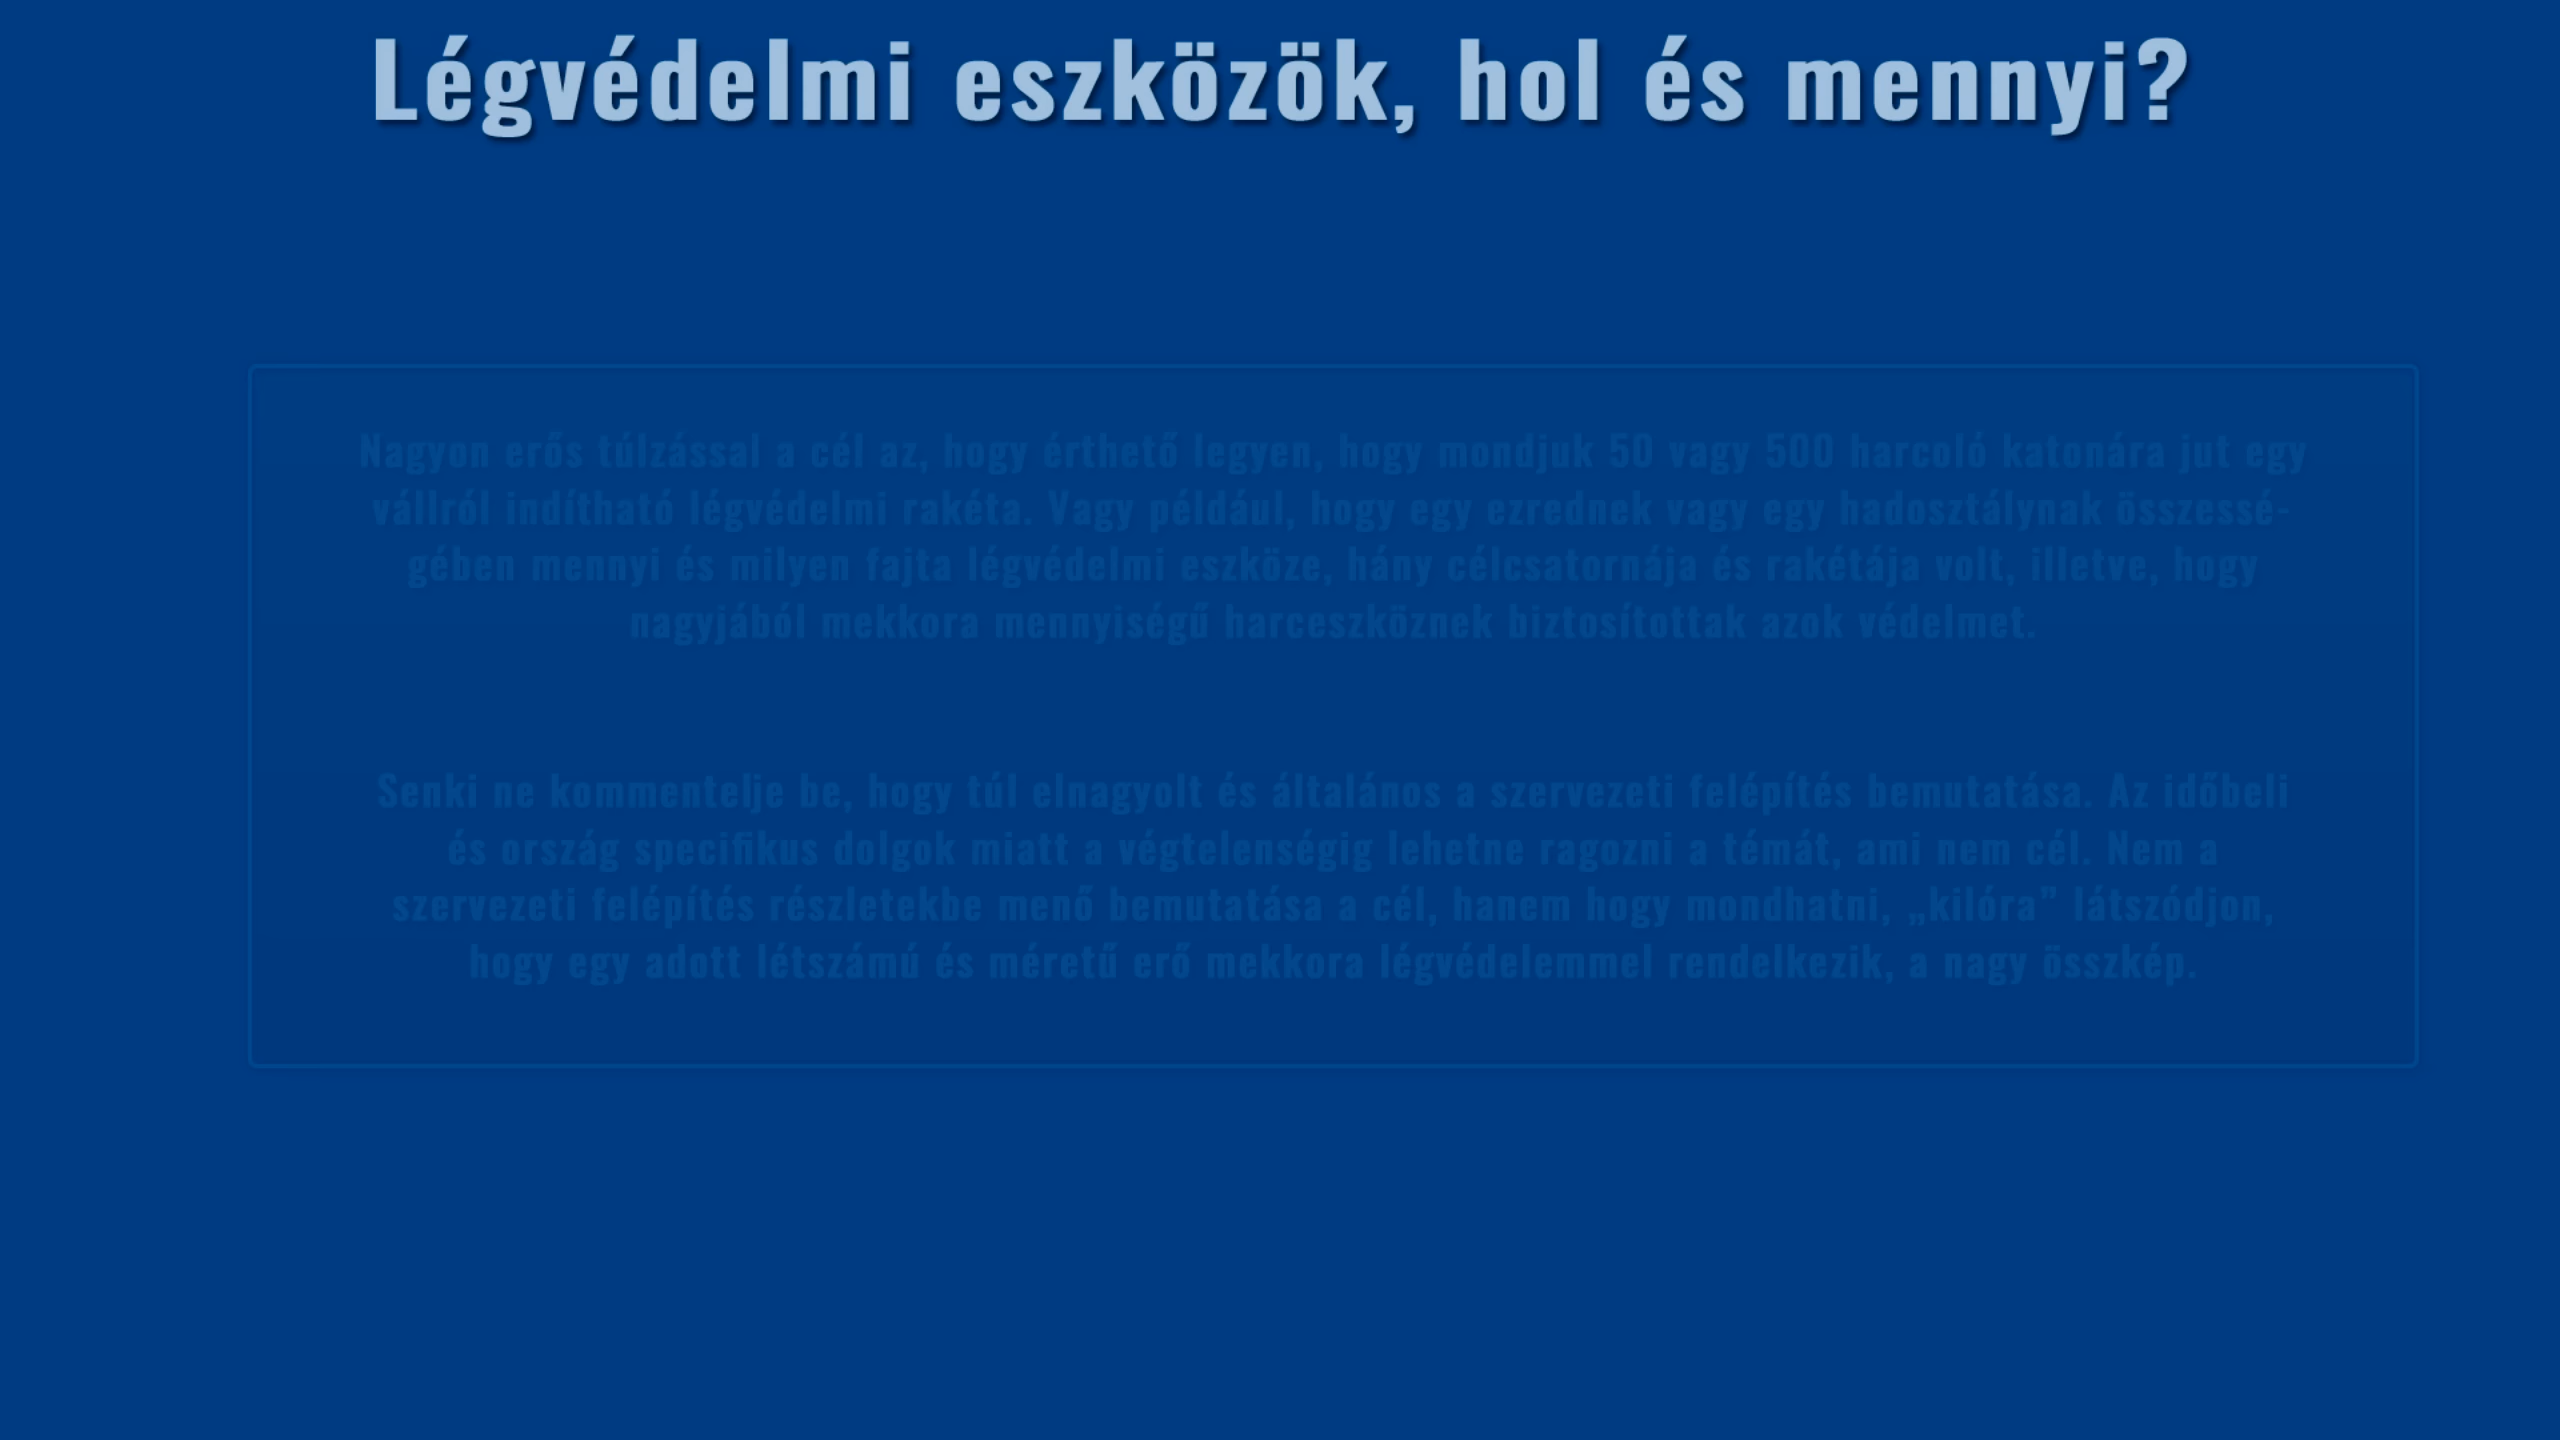 Légvédelmi eszközök, hol és mennyi?
Nagyon erős túlzással a cél az, hogy érthető legyen, hogy mondjuk 50 vagy 500 harcoló katonára jut egy
vállról indítható légvédelmi rakéta. Vagy például, hogy egy ezrednek vagy egy hadosztálynak összessé-
gében mennyi és milyen fajta légvédelmi eszköze, hány célcsatornája és rakétája volt, illetve, hogy
nagyjából mekkora mennyiségű harceszköznek biztosítottak azok védelmet.
Senki ne kommentelje be, hogy túl elnagyolt és általános a szervezeti felépítés bemutatása. Az időbeli
és ország specifikus dolgok miatt a végtelenségig lehetne ragozni a témát, ami nem cél. Nem a
szervezeti felépítés részletekbe menő bemutatása a cél, hanem hogy mondhatni, „kilóra” látszódjon,
hogy egy adott létszámú és méretű erő mekkora légvédelemmel rendelkezik, a nagy összkép.